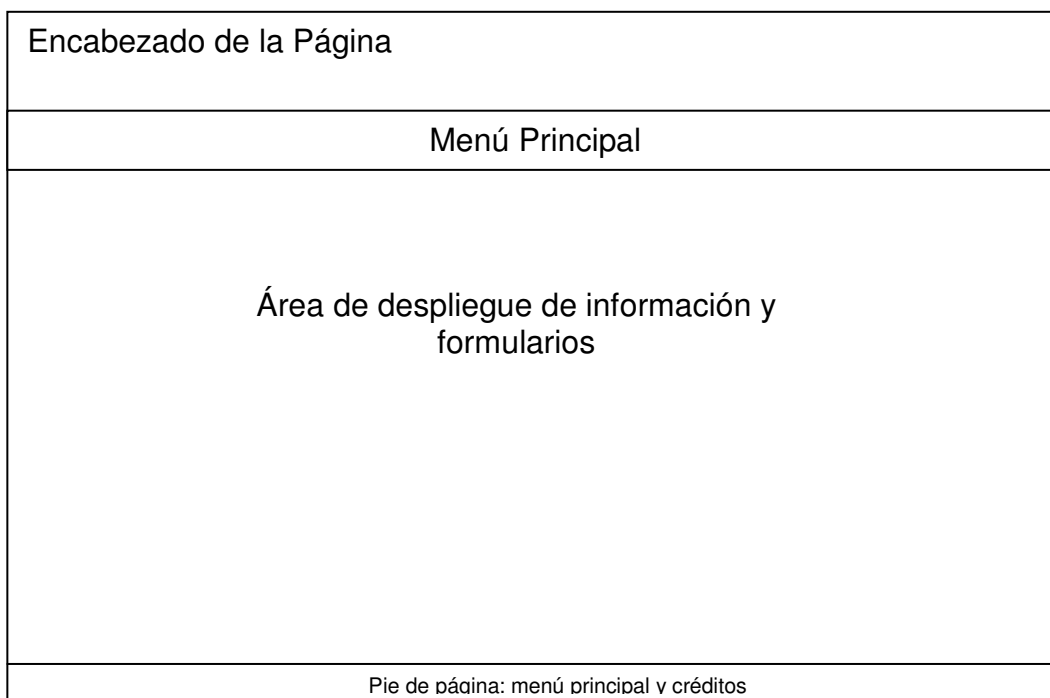 Encabezado de la Página
Menú Principal
Área de despliegue de información y
formularios
Pie de página: menú principal y créditos